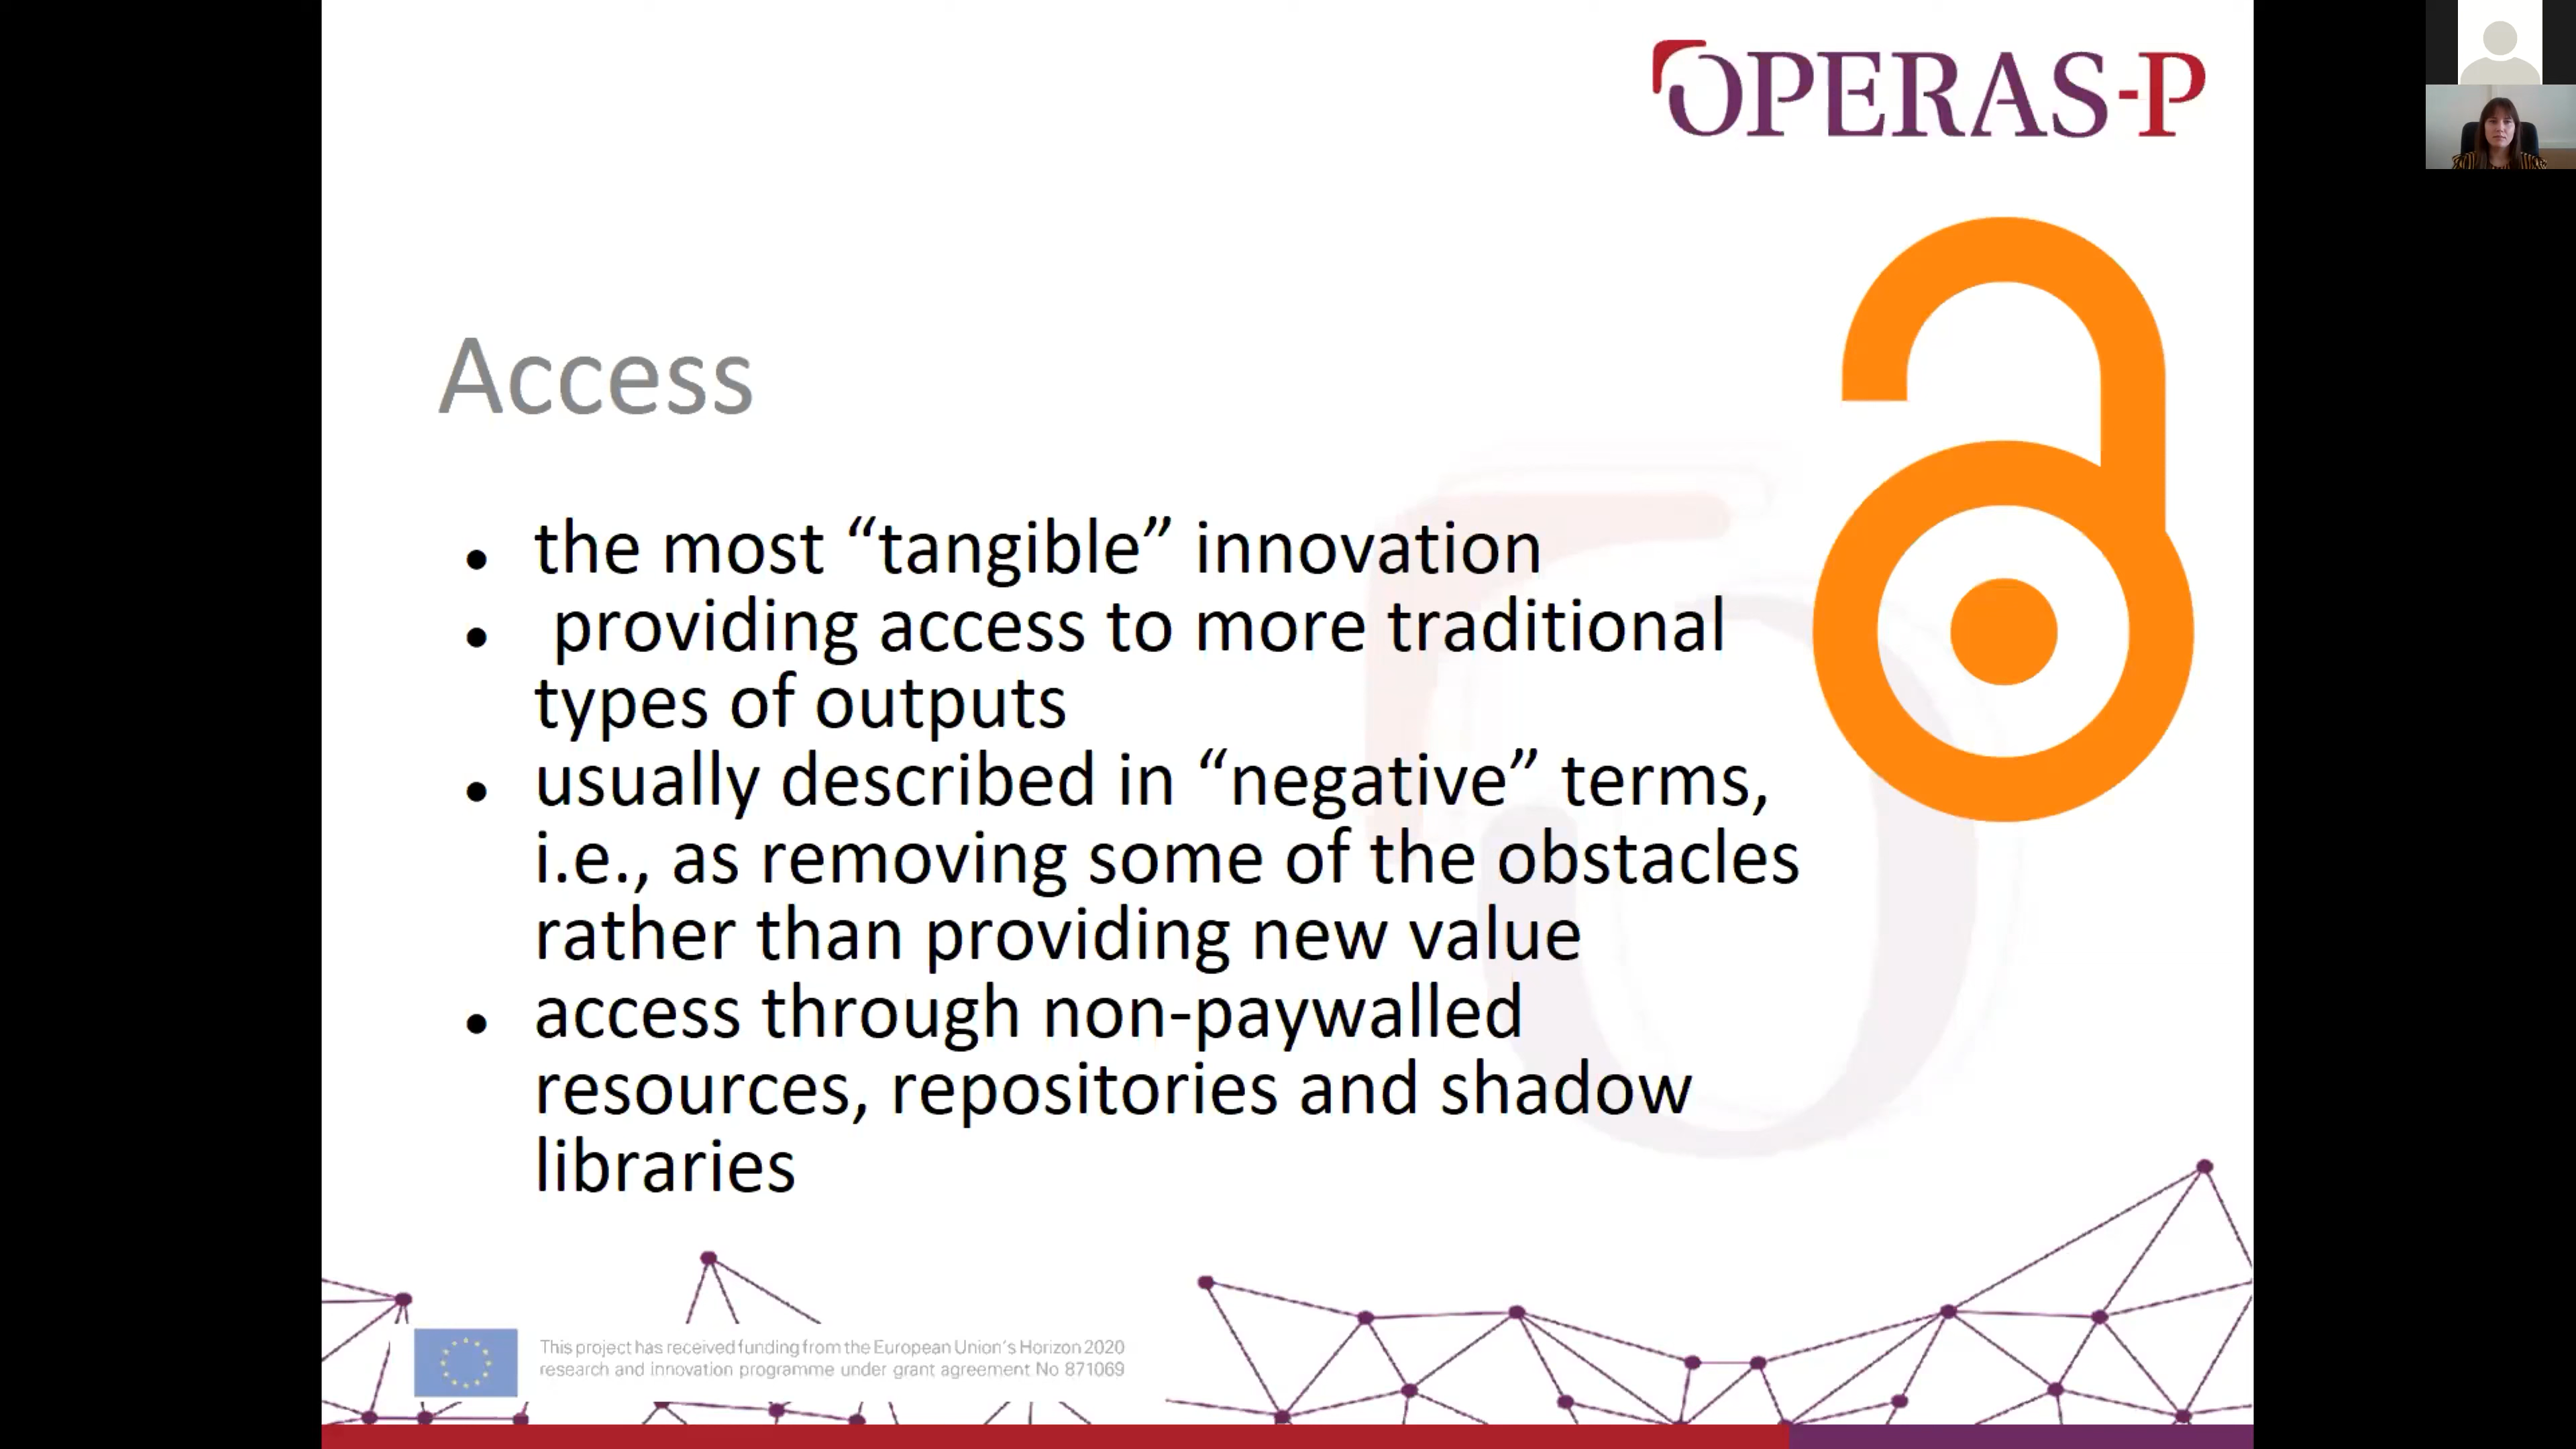 OPERAS-P
Access
• the most “tangible” innovation
• providing access to more traditional
types of outputs
• usually described in “negative” terms,
i.e., as removing some of the obstacles
rather than providing new value
• access through non-paywalled
resources, repositories and shadow
libraries
This project has received funding from the European Union's Horizon 2020
research and innovation programme under grant agreement No 871069